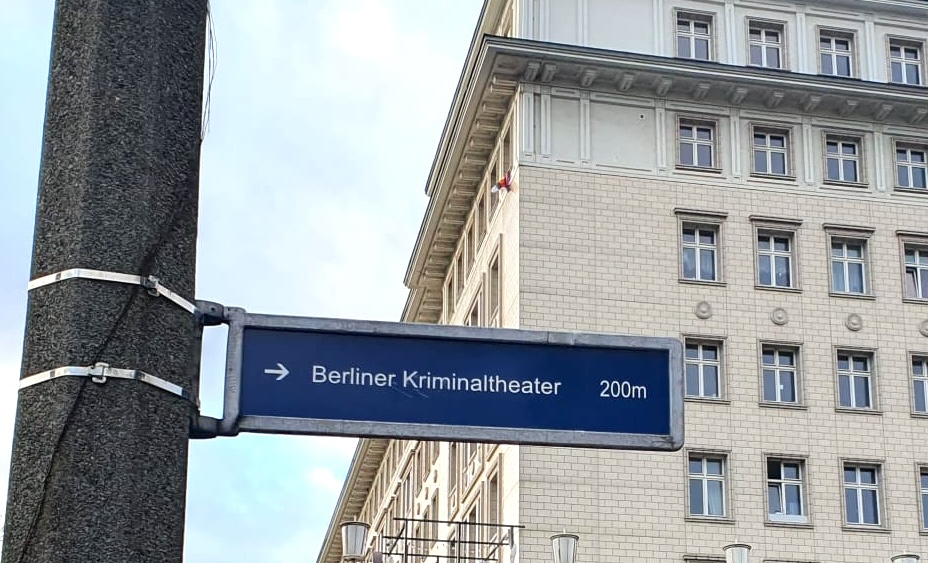 → Berliner Kriminaltheater 200m